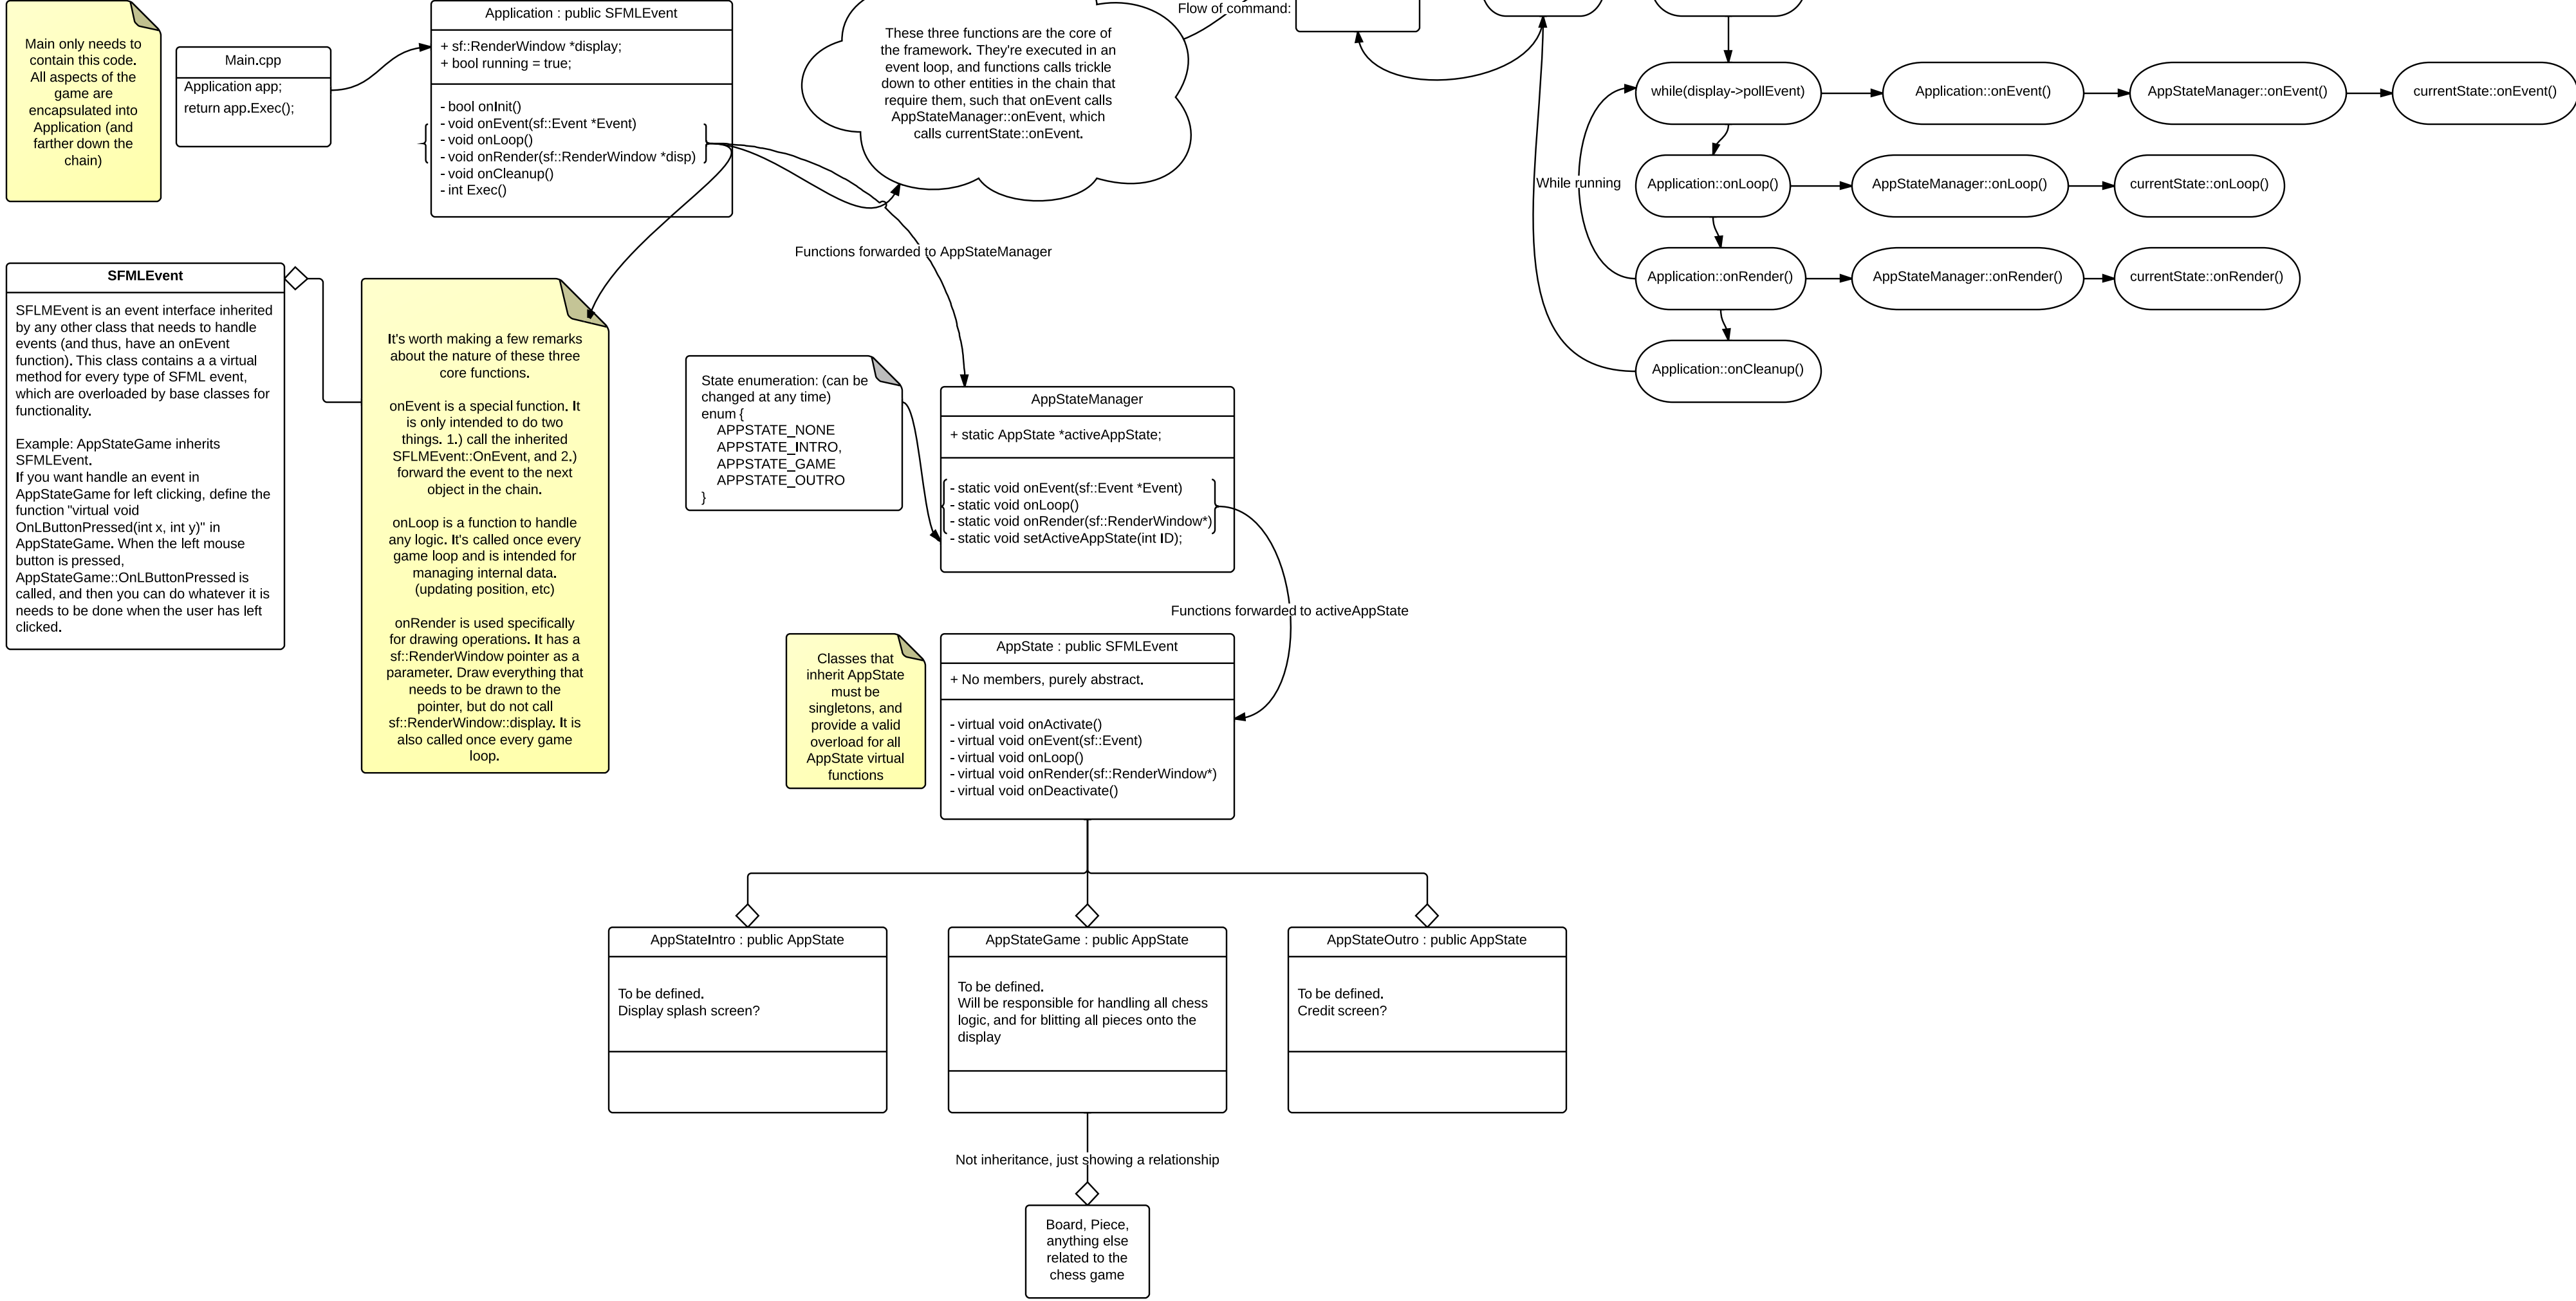 Main only needs to
contain this code.
All aspects of the
game are
encapsulated into
Application (and
farther down the
chain)
Main.cpp
Application app;
return app.Exec();
Application : public SFMLEvent
+ sf::RenderWindow *display;
+ bool running = true;
- bool onInit()
- void onEvent(sf::Event *Event)
- void onLoop()
- void onRender(sf::RenderWindow *disp)
- void onCleanup()
- int Exec()
These three functions are the core of
the framework. They're executed in an
event loop, and functions calls trickle
down to other entities in the chain that
require them, such that onEvent calls
AppStateManager::onEvent, which
calls currentState::onEvent.
Flow of command:
while(display->pollEvent)
Application::onEvent()
AppStateManager::onEvent()
currentState::onEvent()
While running
Application::onLoop()
AppStateManager::onLoop()
currentState::onLoop()
Application::onRender()
AppStateManager::onRender()
currentState::onRender()
Application::onCleanup()
Functions forwarded to AppStateManager
SFMLEvent
SFLMEvent is an event interface inherited
by any other class that needs to handle
events (and thus, have an onEvent
function). This class contains a a virtual
method for every type of SFML event,
which are overloaded by base classes for
functionality.
Example: AppStateGame inherits
SFMLEvent.
If you want handle an event in
AppStateGame for left clicking, define the
function "virtual void
OnLButtonPressed(int x, int y)" in
AppStateGame. When the left mouse
button is pressed,
AppStateGame::OnLButtonPressed is
called, and then you can do whatever it is
needs to be done when the user has left
clicked.
It's worth making a few remarks
about the nature of these three
core functions.
onEvent is a special function. It
is only intended to do two
things. 1.) call the inherited
SFLMEvent::OnEvent, and 2.)
forward the event to the next
object in the chain.
onLoop is a function to handle
any logic. It's called once every
game loop and is intended for
managing internal data.
(updating position, etc)
onRender is used specifically
for drawing operations. It has a
sf::RenderWindow pointer as a
parameter. Draw everything that
needs to be drawn to the
pointer, but do not call
sf::RenderWindow::display. It is
also called once every game
loop.
State enumeration: (can be
changed at any time)
enum {
APPSTATE_NONE
APPSTATE_INTRO,
APPSTATE_GAME
APPSTATE_OUTRO
}
AppStateManager
+ static AppState *activeAppState;
- static void onEvent(sf::Event *Event)
- static void onLoop()
- static void onRender(sf::RenderWindow*)
- static void setActiveAppState(int ID);
Functions forwarded to activeAppState
Classes that
inherit AppState
must be
singletons, and
provide a valid
overload for all
AppState virtual
functions
AppState : public SFMLEvent
+ No members, purely abstract.
- virtual void onActivate()
- virtual void onEvent(sf::Event)
- virtual void onLoop()
- virtual void onRender(sf::RenderWindow*)
- virtual void onDeactivate()
AppStateIntro : public AppState
To be defined.
Display splash screen?
AppStateGame : public AppState
To be defined.
Will be responsible for handling all chess
logic, and for blitting all pieces onto the
display
AppStateOutro : public AppState
To be defined.
Credit screen?
Not inheritance, just showing a relationship
Board, Piece,
anything else
related to the
chess game